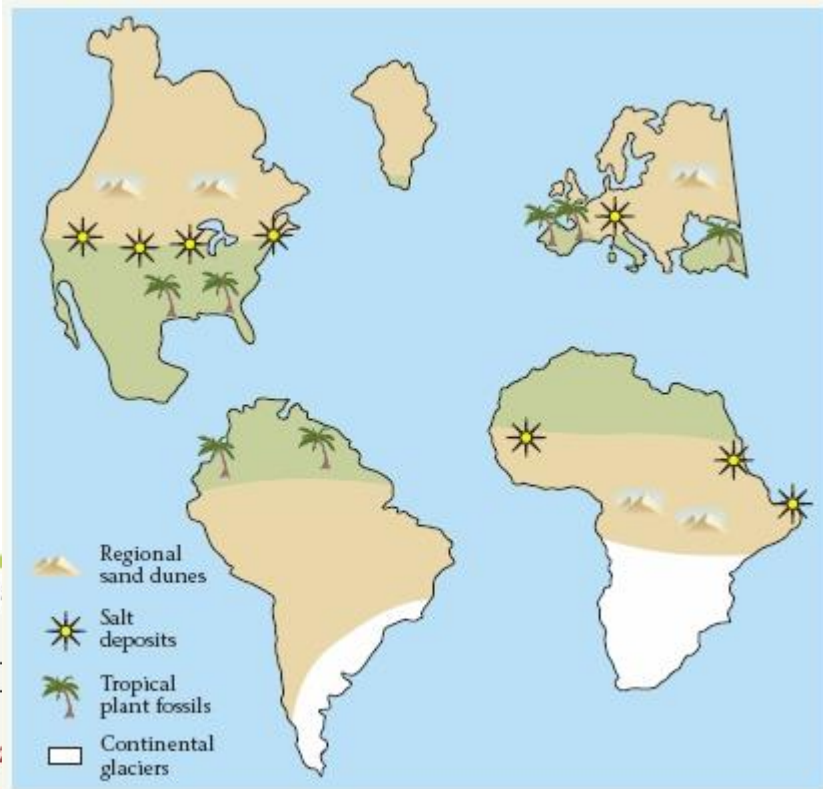 Regional
sand dunes
Salt
deposits
Tropical
plant fossils
Continental
glaciers